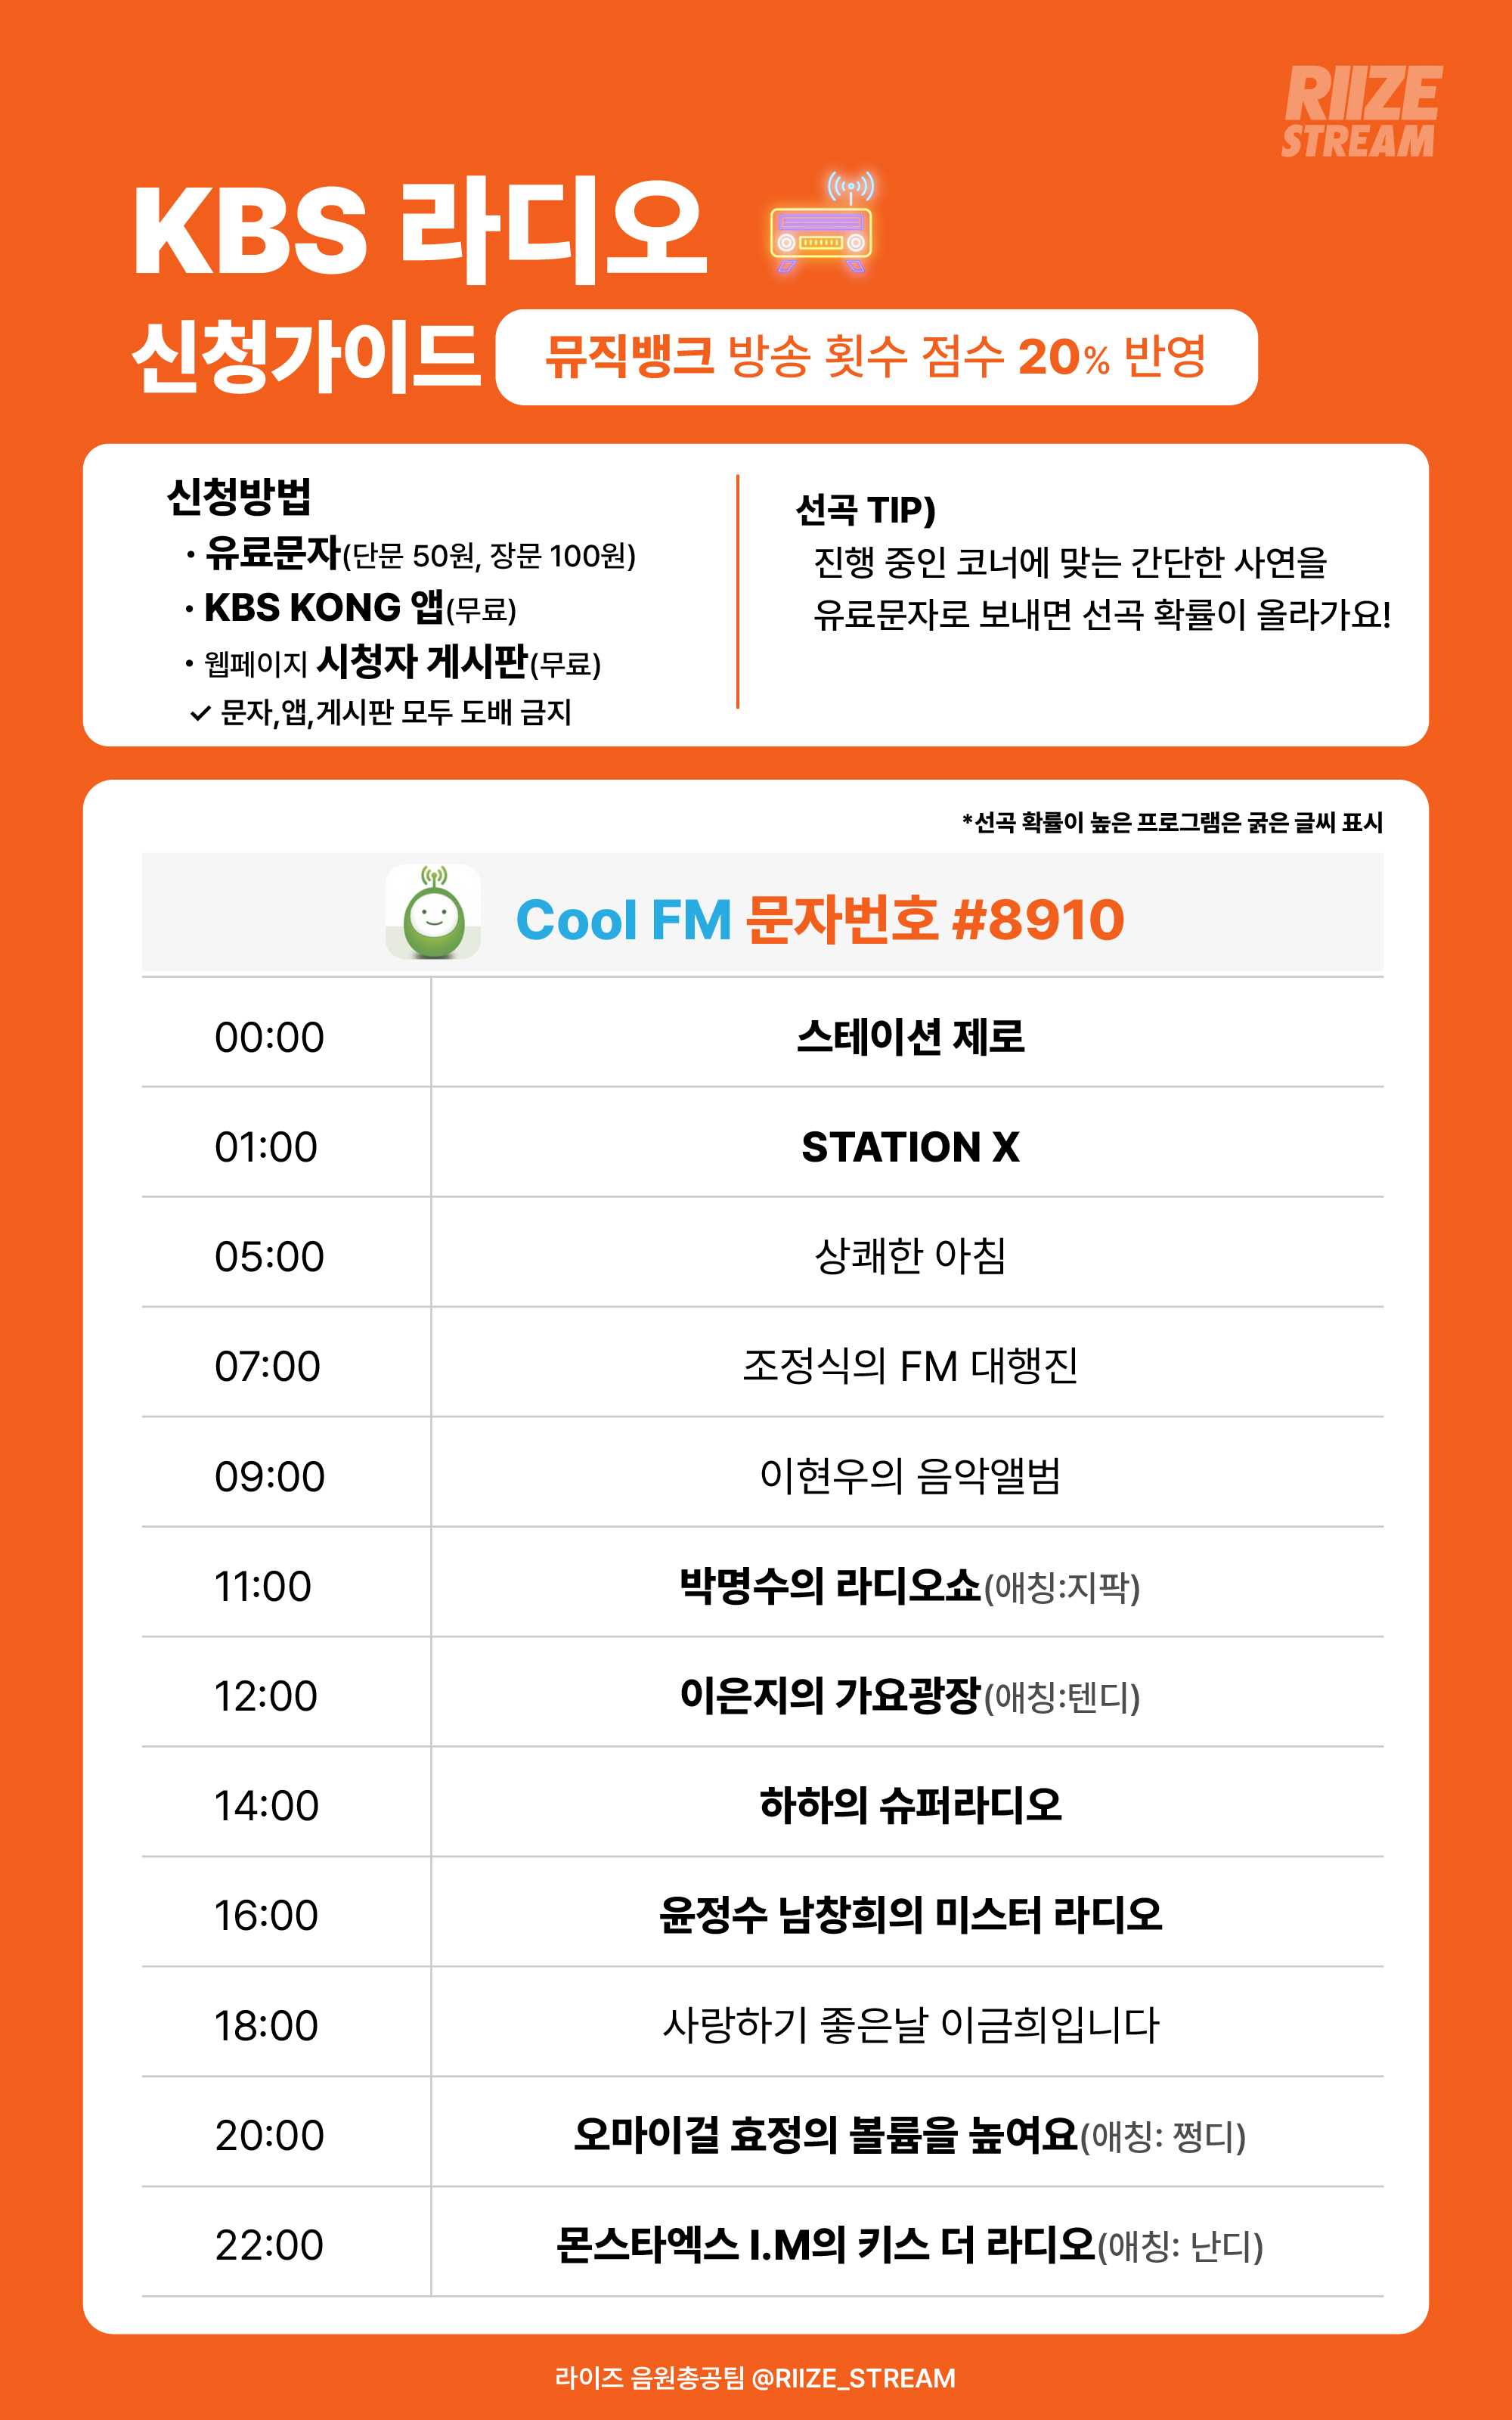 RIIZE
STREAM
KBS 라디오
신청가이드 뮤직뱅크 방송 횟수 점수 20% 반영
신청방법
· 유료문자(단문 50원, 장문 100원)
· KBS KONG 앱(무료)
· 웹페이지 시청자 게시판(무료)
✓ 문자,앱,게시판 모두 도배 금지
선곡 TIP)
진행 중인 코너에 맞는 간단한 사연을
유료문자로 보내면 선곡 확률이 올라가요!
*선곡 확률이 높은 프로그램은 굵은 글씨 표시
Cool FM 문자번호 #8910
00:00 스테이션 제로
01:00 STATION X
05:00 상쾌한 아침
07:00 조정식의 FM 대행진
09:00 이현우의 음악앨범
11:00 박명수의 라디오쇼(애칭:지팍)
12:00 이은지의 가요광장(애칭:텐디)
14:00 하하의 슈퍼라디오
16:00 윤정수 남창희의 미스터 라디오
18:00 사랑하기 좋은날 이금희입니다
20:00 오마이걸 효정의 볼륨을 높여요(애칭: 쩡디)
22:00 몬스타엑스 I.M의 키스 더 라디오(애칭: 난디)
라이즈 음원총공팀 @RIIZE_STREAM